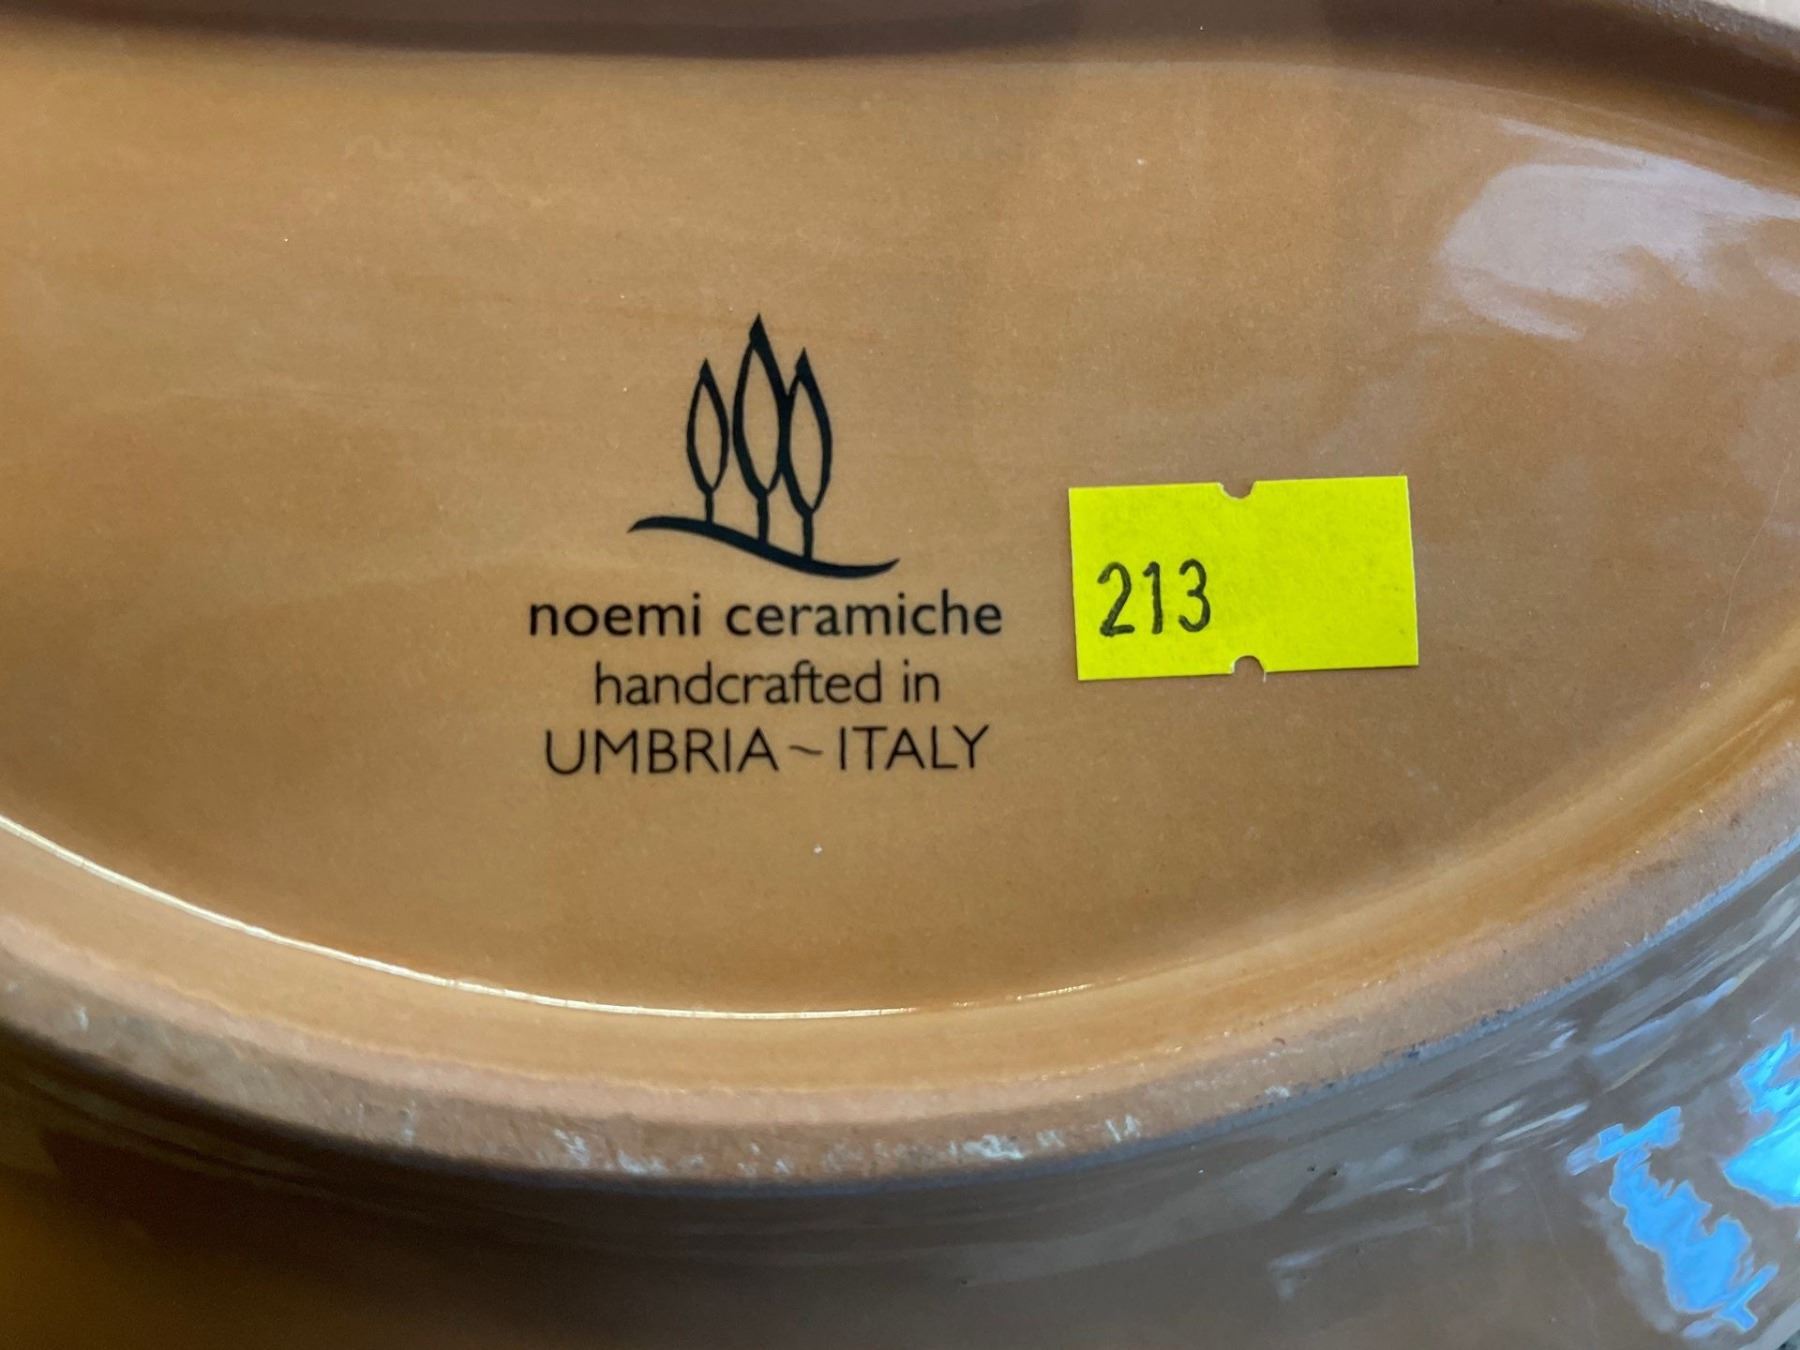 noemi ceramiche
handcrafted in
UMBRIA ~ ITALY
213